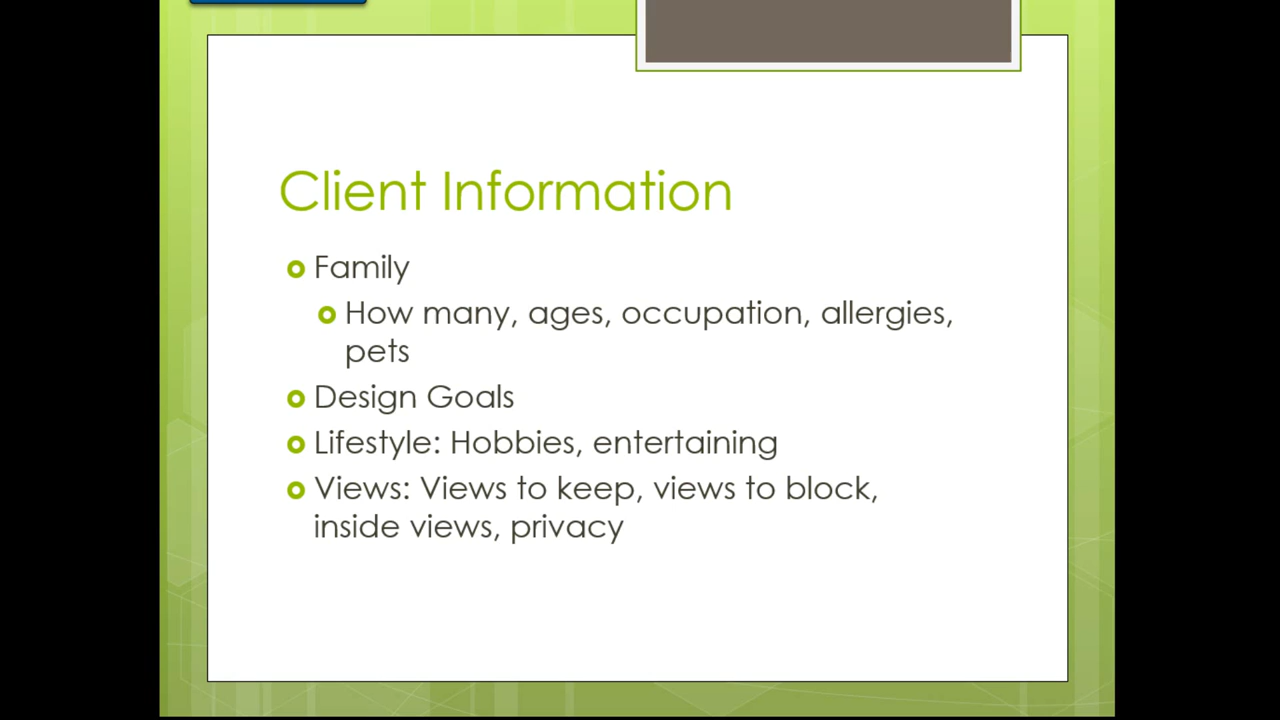 Client Information
Family
How many, ages, occupation, allergies,
pets
Design Goals
Lifestyle: Hobbies, entertaining
Views: Views to keep, views to block,
inside views, privacy